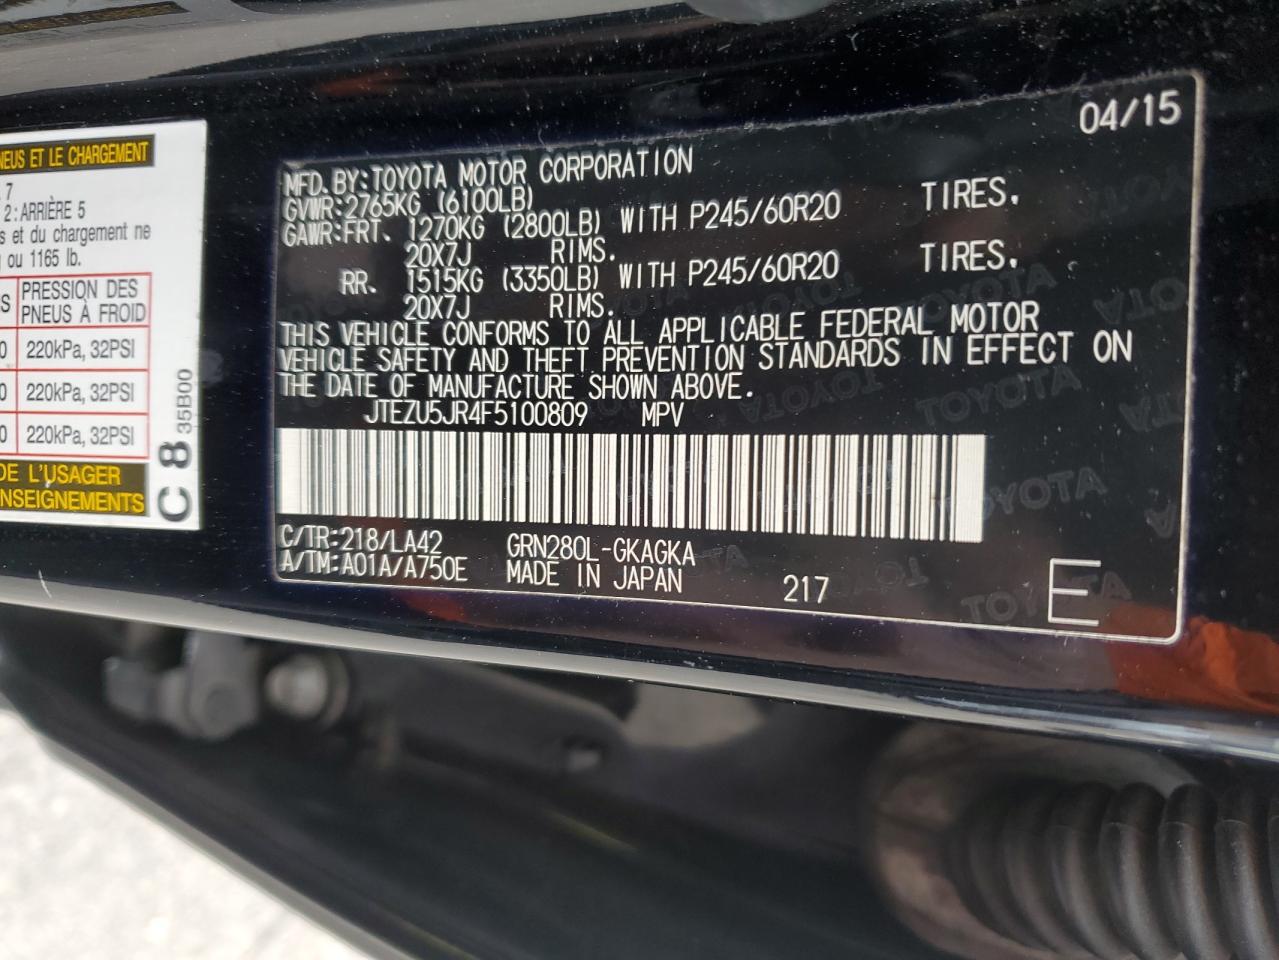 NEUS ET LE CHARGEMENT
7
2: ARRIÈRE 5
s et du chargement ne
ou 1165 lb.
PRESSION DES
PNEUS À FROID
0 220kPa, 32PSI
0 220kPa, 32PSI
0 220kPa, 32PSI
DE L'USAGER
NSEIGNEMENTS
C8
35B00
04/15
MFD. BY: TOYOTA MOTOR CORPORATION
GVWR: 2765KG (6100LB)
GAWR: FRT. 1270KG (2800LB) WITH P245/60R20 TIRES,
20X7J RIMS.
RR. 1515KG (3350LB) WITH P245/60R20 TIRES,
20X7J RIMS.
THIS VEHICLE CONFORMS TO ALL APPLICABLE FEDERAL MOTOR
VEHICLE SAFETY AND THEFT PREVENTION STANDARDS IN EFFECT ON
THE DATE OF MANUFACTURE SHOWN ABOVE.
JTEZU5JR4F5100809 MPV
C/TR: 218/LA42 GRN280L-GKAGKA
A/TM: A01A/A750E MADE IN JAPAN 217 E